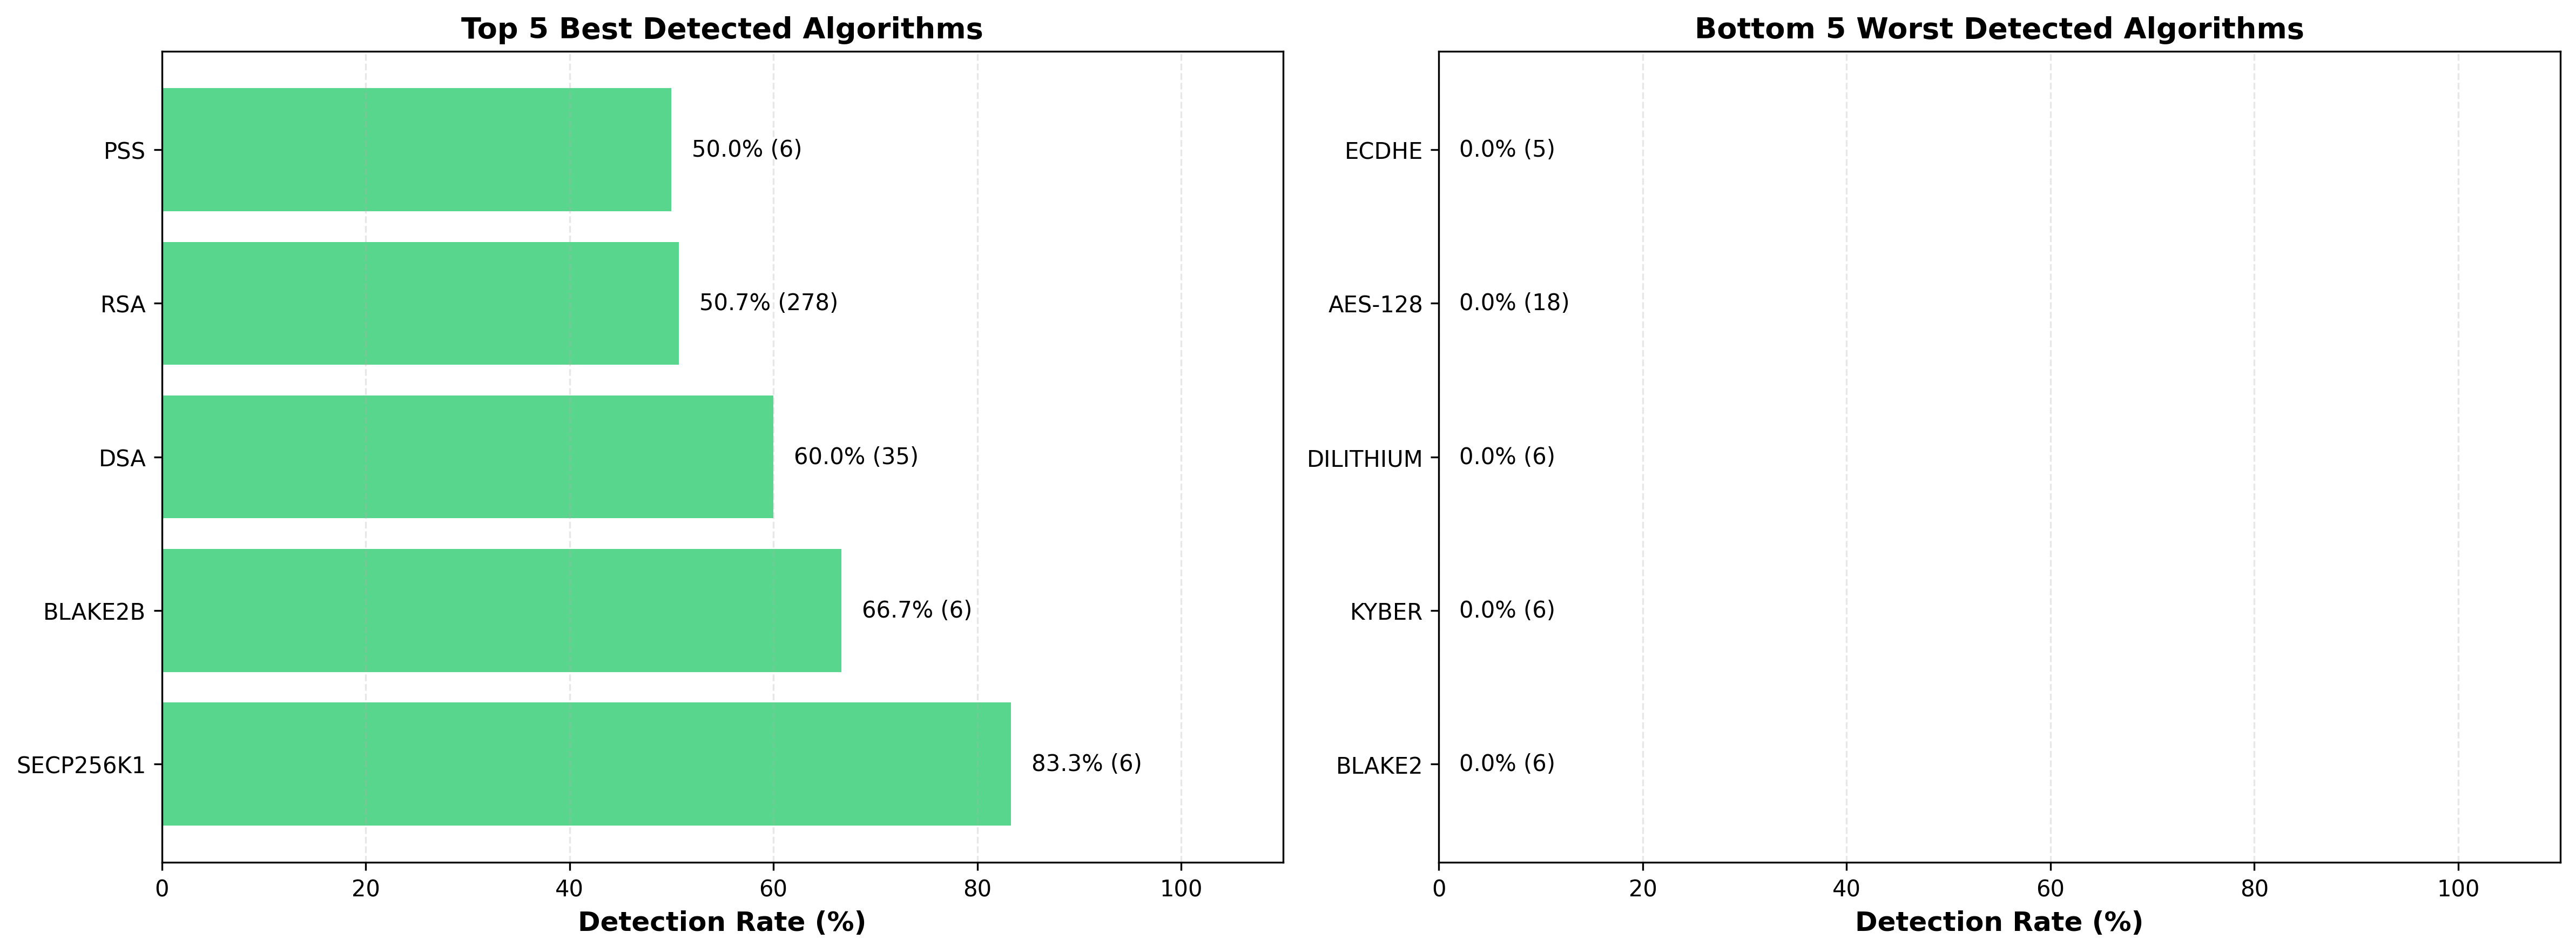 Top 5 Best Detected Algorithms
PSS
50.0% (6)
RSA
50.7% (278)
DSA
60.0% (35)
BLAKE2B
66.7% (6)
SECP256K1
83.3% (6)
0 20 40 60 80 100
Detection Rate (%)
Bottom 5 Worst Detected Algorithms
ECDHE
0.0% (5)
AES-128
0.0% (18)
DILITHIUM
0.0% (6)
KYBER
0.0% (6)
BLAKE2
0.0% (6)
0 20 40 60 80 100
Detection Rate (%)